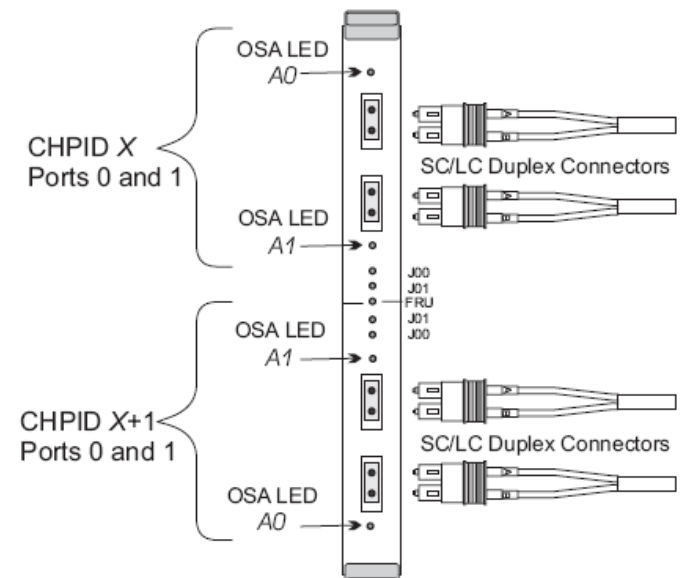 OSA LED
A0
CHPID X
Ports 0 and 1
A
B
SC/LC Duplex Connectors
A
B
OSA LED
A1
J00
J01
FRU
J01
J00
OSA LED
A1
CHPID X+1
Ports 0 and 1
A
B
SC/LC Duplex Connectors
A
B
OSA LED
A0